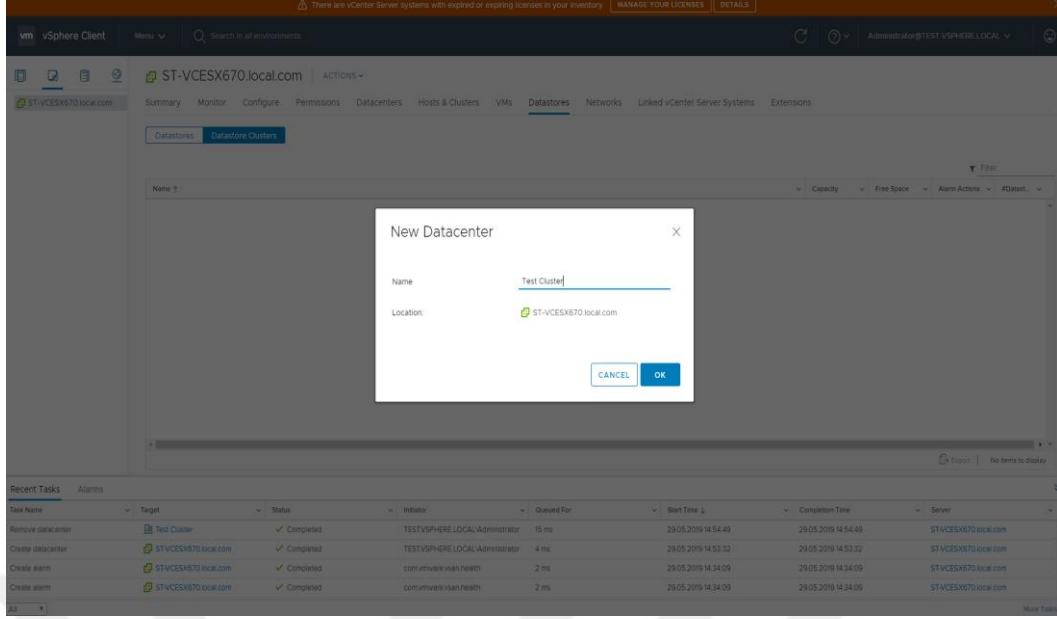 There are vCenter Server systems with expired or expiring licenses in your inventory. MANAGE YOUR LICENSES DETAILS
vm vSphere Client Menu Search in all environments Administrator@TEST.VSPHERE.LOCAL
ST-VCESX670.local.com ACTIONS
ST-VCESX670.local.com
Summary Monitor Configure Permissions Datacenters Hosts & Clusters VMs Datastores Networks Linked vCenter Server Systems Extensions
Datastores Datastore Clusters
Filter
Name ↑ Capacity Free Space Alarm Actions #Datast...
New Datacenter
Name Test Cluster
Location: ST-VCESX670.local.com
CANCEL OK
Export No items to display
Recent Tasks Alarms
Task Name Target Status Initiator Queued For Start Time ↓ Completion Time Server
Remove datacenter Test Cluster Completed TEST.VSPHERE.LOCAL\Administrator 15 ms 29.05.2019 14:54:49 29.05.2019 14:54:49 ST-VCESX670.local.com
Create datacenter ST-VCESX670.local.com Completed TEST.VSPHERE.LOCAL\Administrator 4 ms 29.05.2019 14:53:32 29.05.2019 14:53:32 ST-VCESX670.local.com
Create alarm ST-VCESX670.local.com Completed com.vmware.vsan.health 2 ms 29.05.2019 14:34:09 29.05.2019 14:34:09 ST-VCESX670.local.com
Create alarm ST-VCESX670.local.com Completed com.vmware.vsan.health 2 ms 29.05.2019 14:34:09 29.05.2019 14:34:09 ST-VCESX670.local.com
All More Tasks